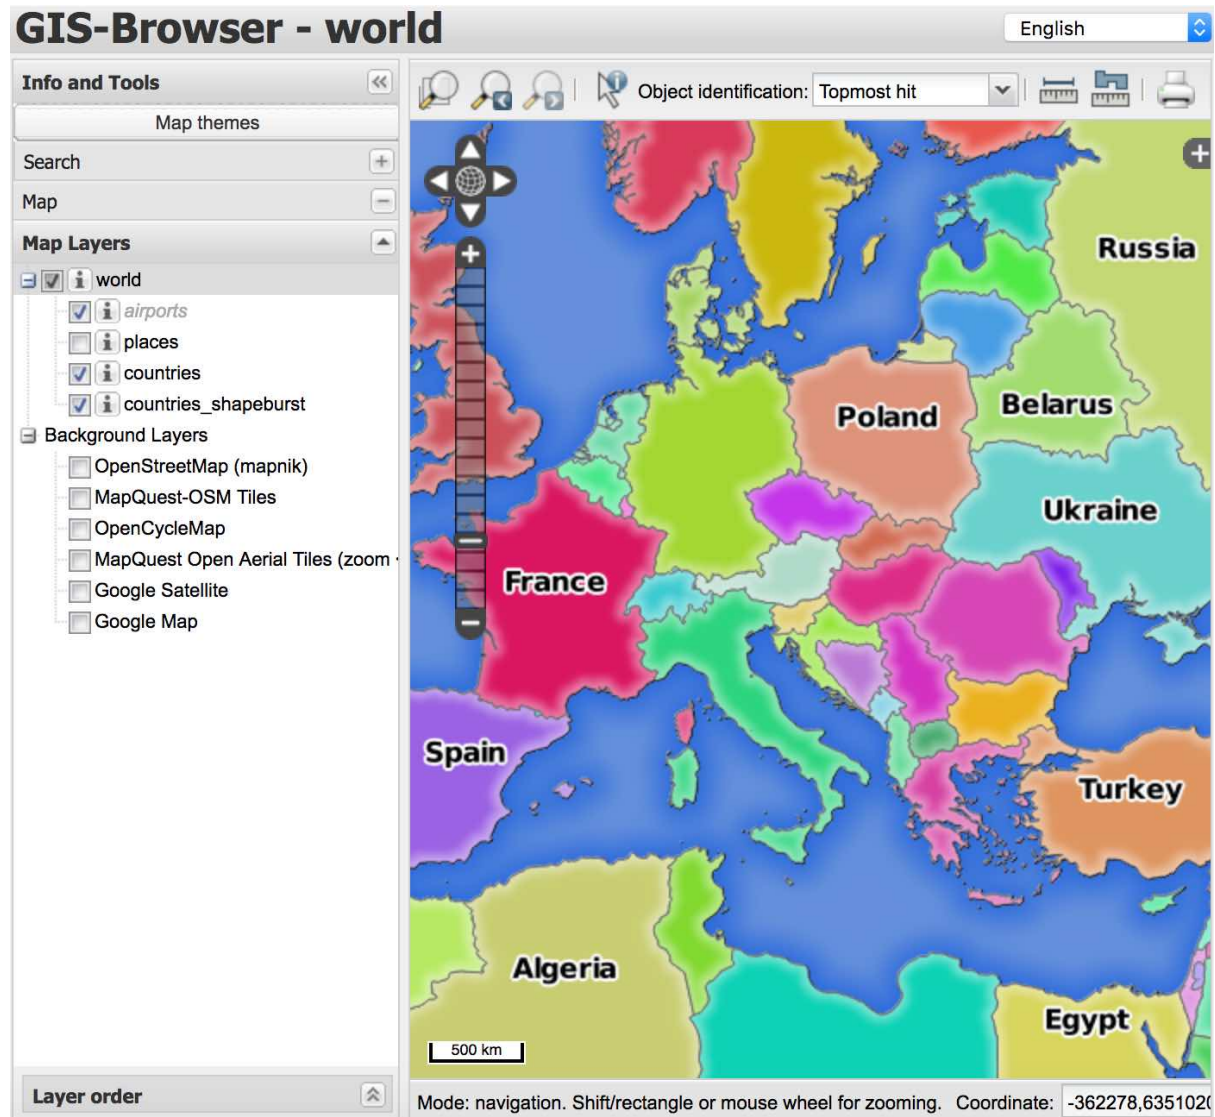 GIS-Browser - world
English
Info and Tools
Map themes
Search
Map
Map Layers
world
airports
places
countries
countries_shapeburst
Background Layers
OpenStreetMap (mapnik)
MapQuest-OSM Tiles
OpenCycleMap
MapQuest Open Aerial Tiles (zoom
Google Satellite
Google Map
Layer order
Object identification: Topmost hit
Russia
Belarus
Poland
Ukraine
France
Spain
Turkey
Algeria
Egypt
500 km
Mode: navigation. Shift/rectangle or mouse wheel for zooming. Coordinate: -362278,6351020